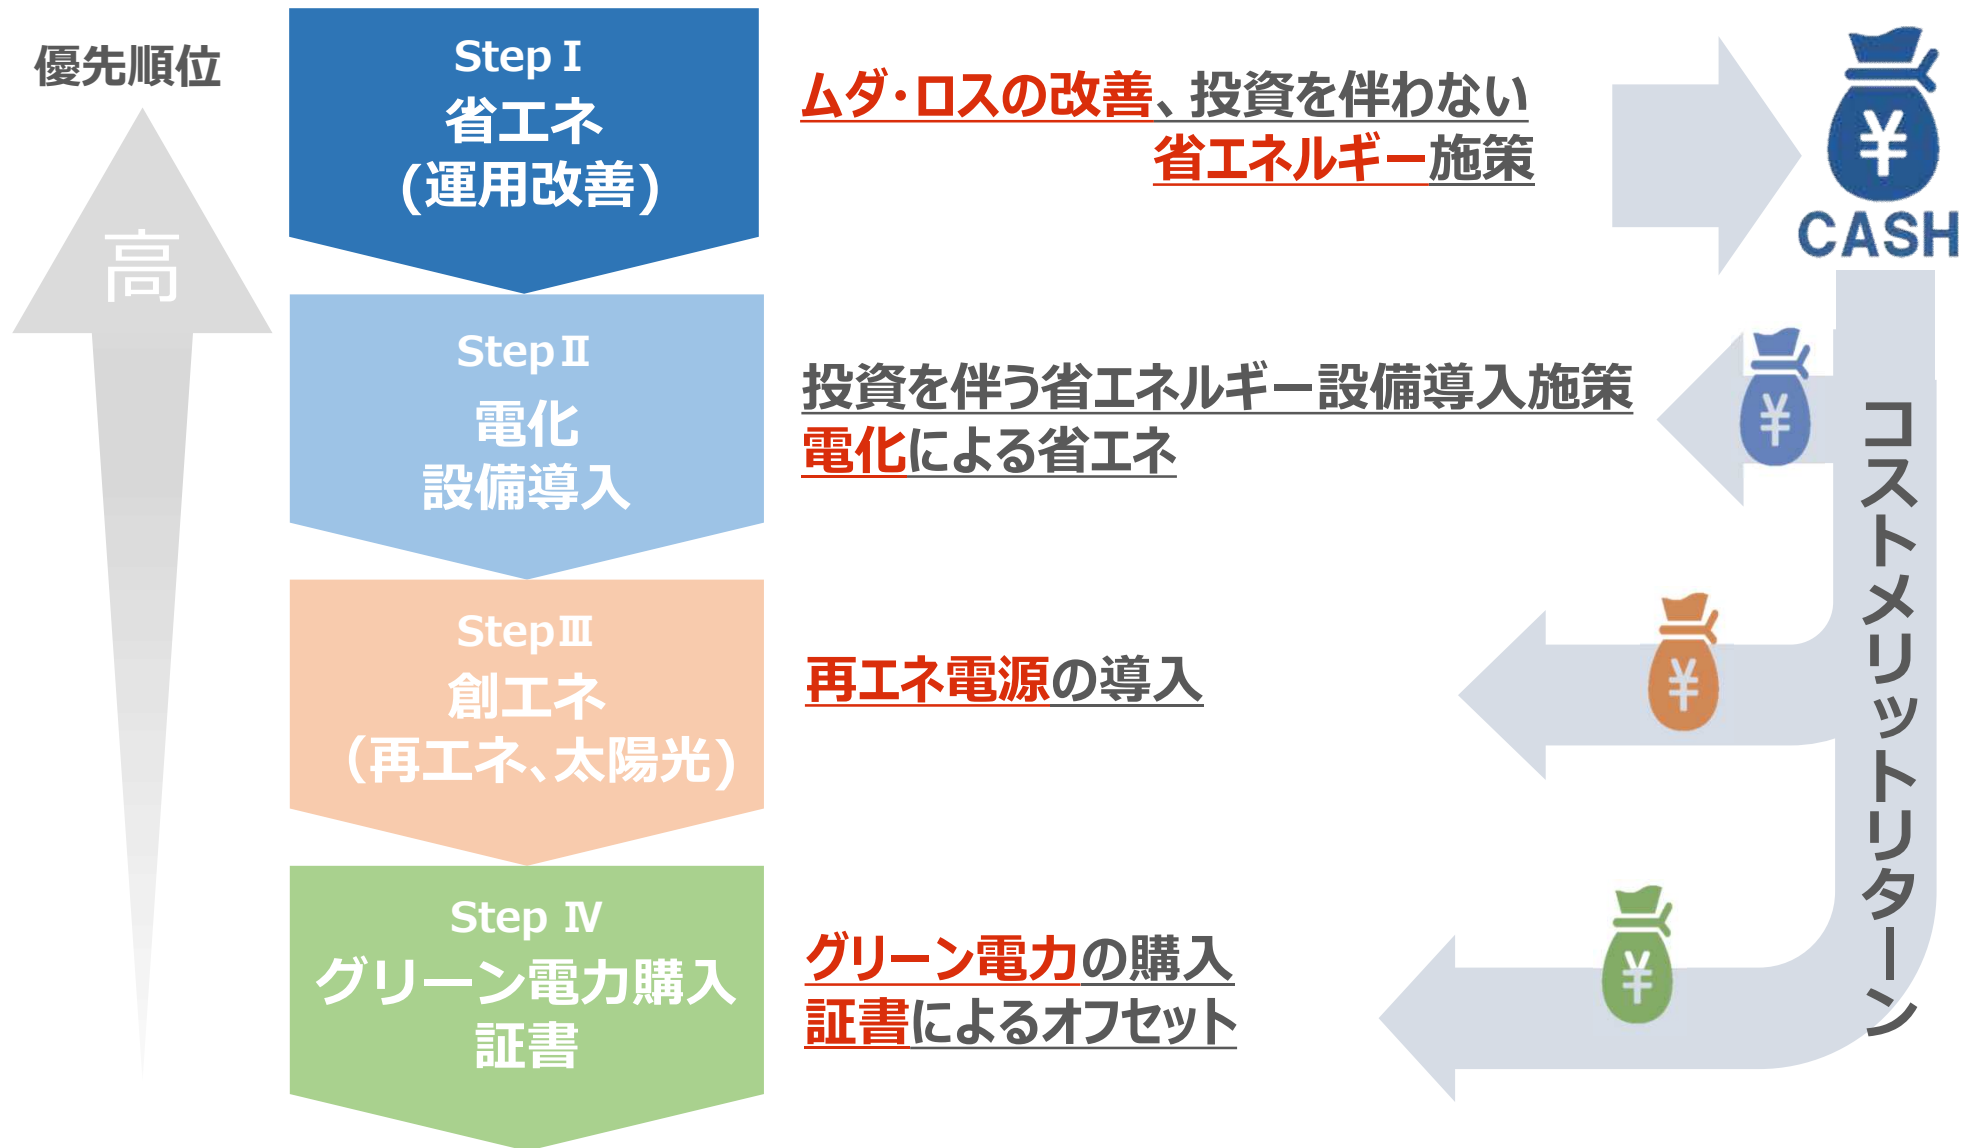 優先順位
高
Step Ⅰ
省エネ
(運用改善)
ムダ・ロスの改善、投資を伴わない
省エネルギー施策
¥
CASH
Step Ⅱ
電化
設備導入
投資を伴う省エネルギー設備導入施策
電化による省エネ
¥
コストメリットリターン
Step Ⅲ
創エネ
(再エネ、太陽光)
再エネ電源の導入
¥
Step Ⅳ
グリーン電力購入
証書
グリーン電力の購入
証書によるオフセット
¥